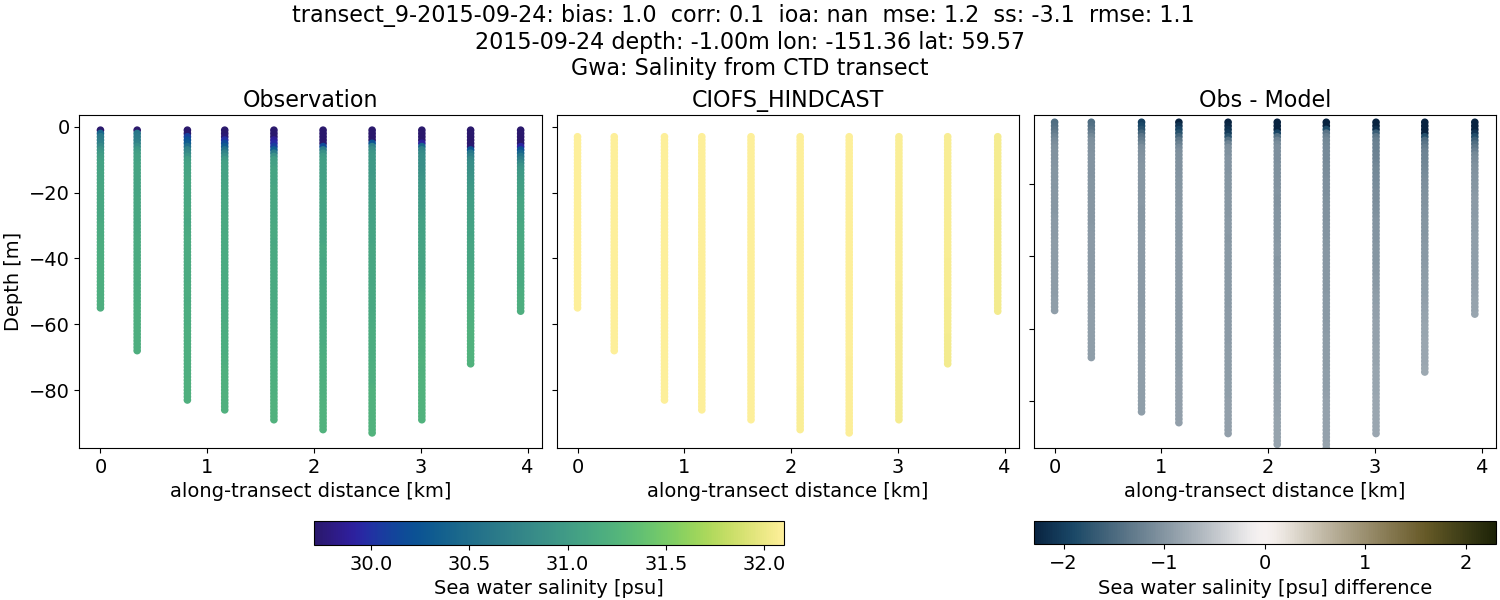 transect_9-2015-09-24: bias: 1.0 corr: 0.1 ioa: nan mse: 1.2 ss: -3.1 rmse: 1.1
2015-09-24 depth: -1.00m lon: -151.36 lat: 59.57
Gwa: Salinity from CTD transect
Observation
CIOFS_HINDCAST
Obs - Model
Depth [m]
0
−20
−40
−60
−80
0 1 2 3 4
0 1 2 3 4
0 1 2 3 4
along-transect distance [km]
along-transect distance [km]
along-transect distance [km]
30.0 30.5 31.0 31.5 32.0
Sea water salinity [psu]
−2 −1 0 1 2
Sea water salinity [psu] difference